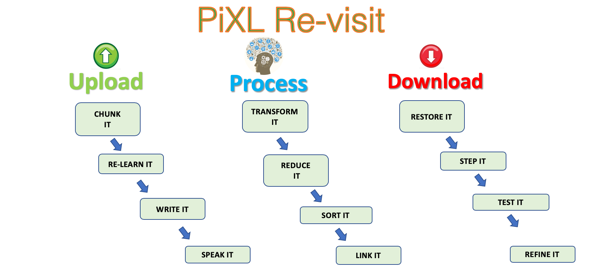 PiXL Re-visit
Upload
CHUNK
IT
RE-LEARN IT
WRITE IT
SPEAK IT
Process
TRANSFORM
IT
REDUCE
IT
SORT IT
LINK IT
Download
RESTORE IT
STEP IT
TEST IT
REFINE IT